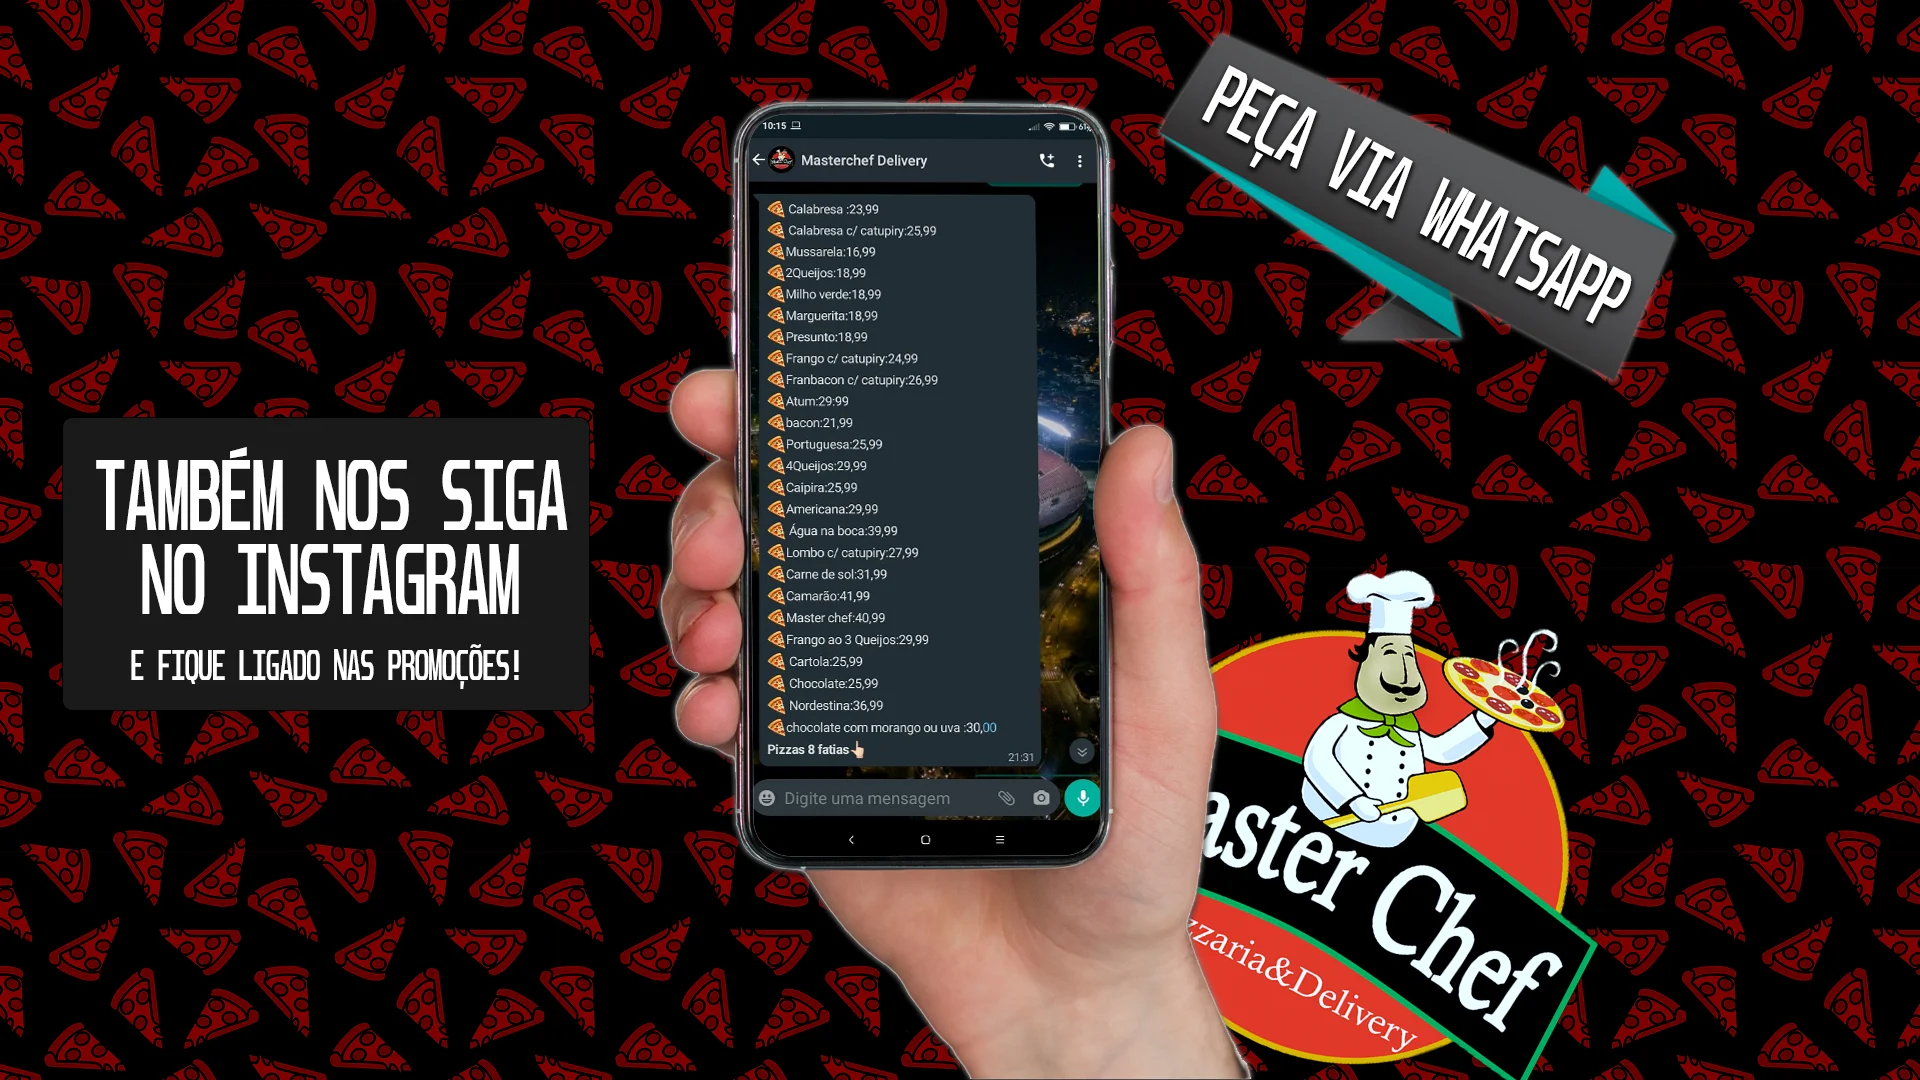 PEÇA VIA WHATSAPP
10:15
61%
Masterchef Delivery
Calabresa :23,99
Calabresa c/ catupiry:25,99
Mussarela:16,99
2Queijos:18,99
Milho verde:18,99
Marguerita:18,99
Presunto:18,99
Frango c/ catupiry:24,99
Franbacon c/ catupiry:26,99
Atum:29:99
bacon:21,99
Portuguesa:25,99
4Queijos:29,99
Caipira:25,99
Americana:29,99
Água na boca:39,99
Lombo c/ catupiry:27,99
Carne de sol:31,99
Camarão:41,99
Master chef:40,99
Frango ao 3 Queijos:29,99
Cartola:25,99
Chocolate:25,99
Nordestina:36,99
chocolate com morango ou uva :30,00
Pizzas 8 fatias
21:31
Digite uma mensagem
TAMBÉM NOS SIGA
NO INSTAGRAM
E FIQUE LIGADO NAS PROMOÇÕES!
aster Chef
zzaria&Delivery